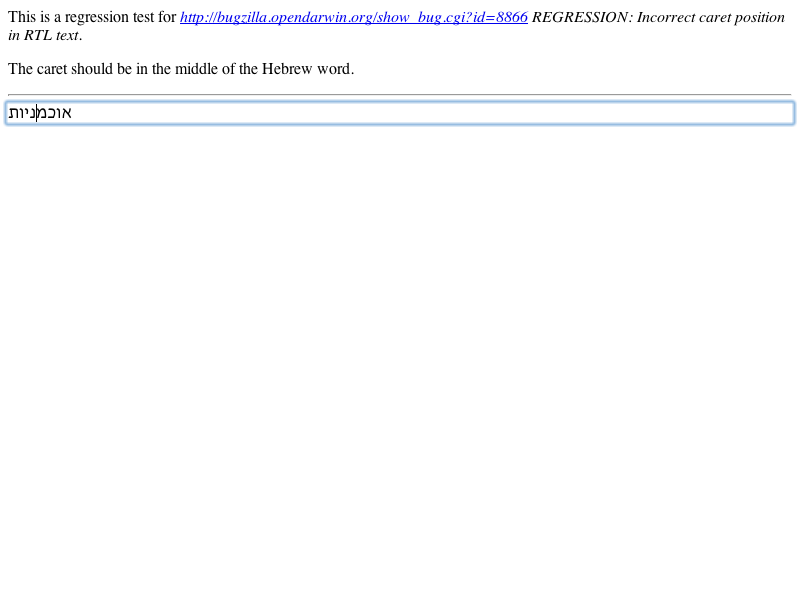 This is a regression test for http://bugzilla.opendarwin.org/show_bug.cgi?id=8866 REGRESSION: Incorrect caret position
in RTL text.
The caret should be in the middle of the Hebrew word.
אוכמניות